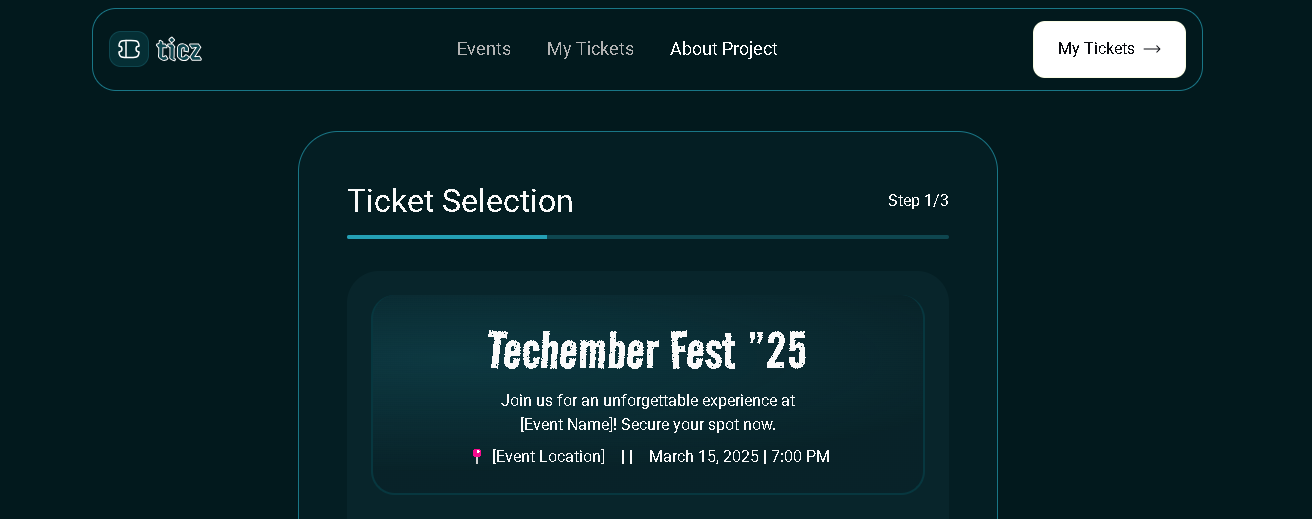 ticz
Events
My Tickets
About Project
My Tickets →
Ticket Selection
Step 1/3
Techember Fest ”25
Join us for an unforgettable experience at
[Event Name]! Secure your spot now.
📍 [Event Location] | | March 15, 2025 | 7:00 PM